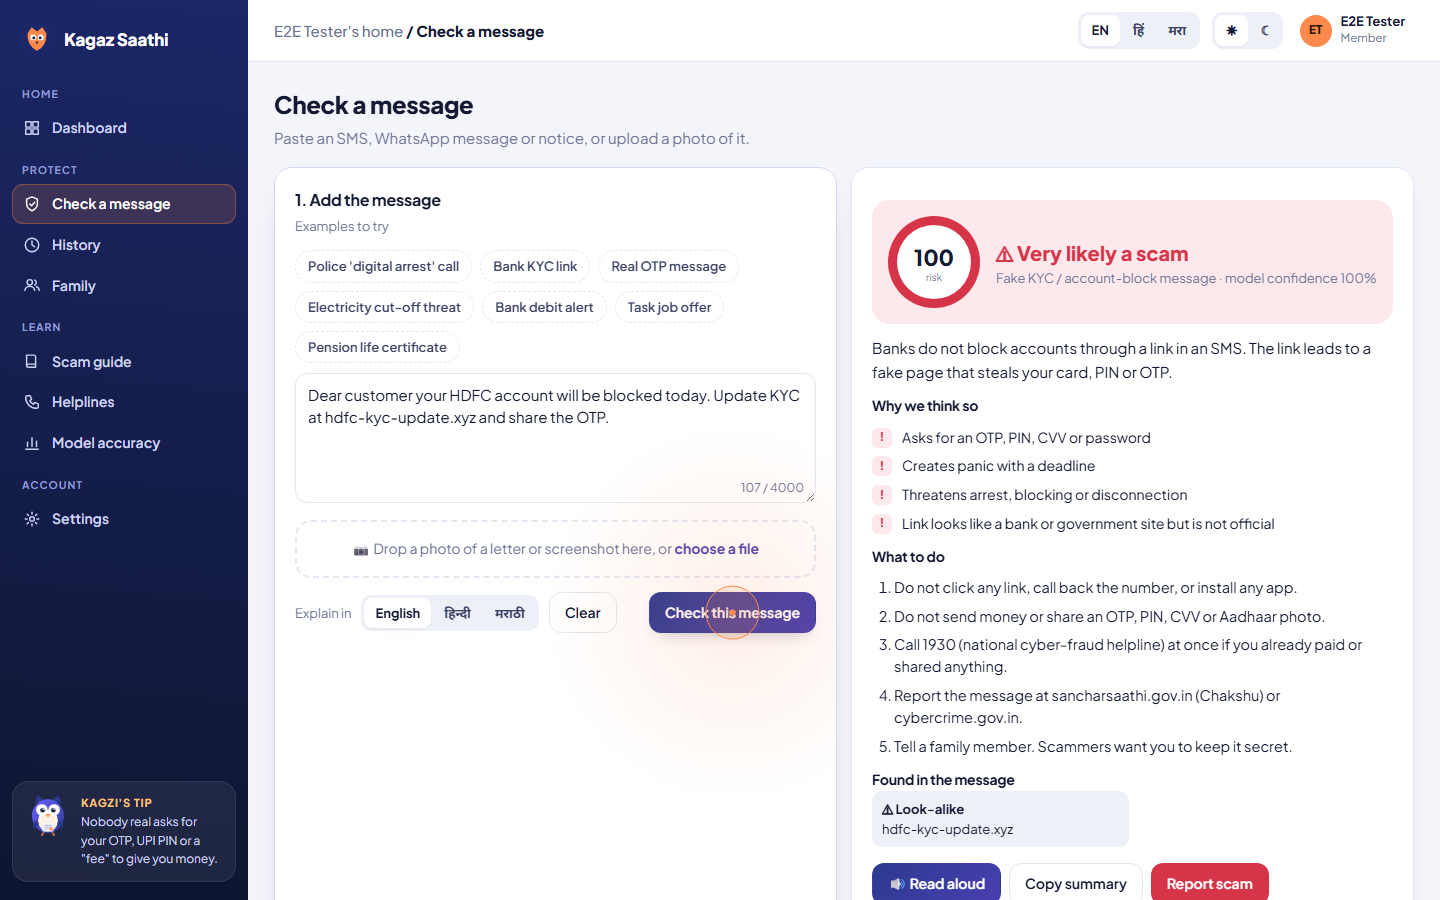 Kagaz Saathi
HOME
Dashboard
PROTECT
Check a message
History
Family
LEARN
Scam guide
Helplines
Model accuracy
ACCOUNT
Settings
KAGZI'S TIP
Nobody real asks for
your OTP, UPI PIN or a
"fee" to give you money.
E2E Tester's home / Check a message
EN हिं मरा
ET
E2E Tester
Member
Check a message
Paste an SMS, WhatsApp message or notice, or upload a photo of it.
1. Add the message
Examples to try
Police 'digital arrest' call
Bank KYC link
Real OTP message
Electricity cut-off threat
Bank debit alert
Task job offer
Pension life certificate
Dear customer your HDFC account will be blocked today. Update KYC
at hdfc-kyc-update.xyz and share the OTP.
107 / 4000
Drop a photo of a letter or screenshot here, or choose a file
Explain in English हिन्दी मराठी Clear Check this message
100
risk
Very likely a scam
Fake KYC / account-block message · model confidence 100%
Banks do not block accounts through a link in an SMS. The link leads to a
fake page that steals your card, PIN or OTP.
Why we think so
! Asks for an OTP, PIN, CVV or password
! Creates panic with a deadline
! Threatens arrest, blocking or disconnection
! Link looks like a bank or government site but is not official
What to do
1. Do not click any link, call back the number, or install any app.
2. Do not send money or share an OTP, PIN, CVV or Aadhaar photo.
3. Call 1930 (national cyber-fraud helpline) at once if you already paid or
shared anything.
4. Report the message at sancharsaathi.gov.in (Chakshu) or
cybercrime.gov.in.
5. Tell a family member. Scammers want you to keep it secret.
Found in the message
Look-alike
hdfc-kyc-update.xyz
Read aloud
Copy summary
Report scam